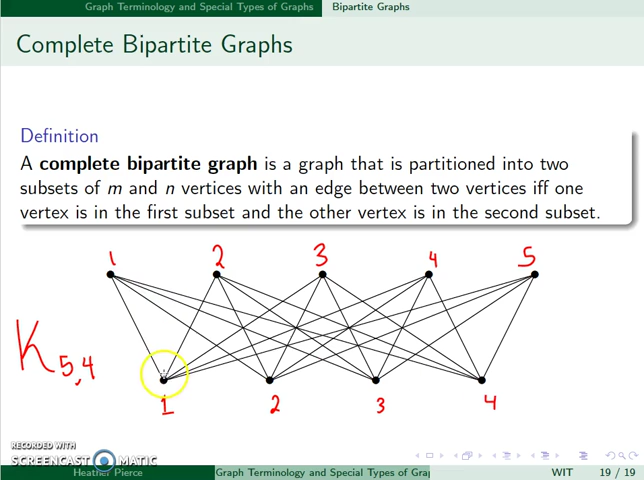 Graph Terminology and Special Types of Graphs Bipartite Graphs
Complete Bipartite Graphs
Definition
A complete bipartite graph is a graph that is partitioned into two
subsets of m and n vertices with an edge between two vertices iff one
vertex is in the first subset and the other vertex is in the second subset.
1 2 3 4 5
K5,4
1 2 3 4
RECORDED WITH
SCREENCAST MATIC
Heather Pierce Graph Terminology and Special Types of Grap WIT 19 / 19